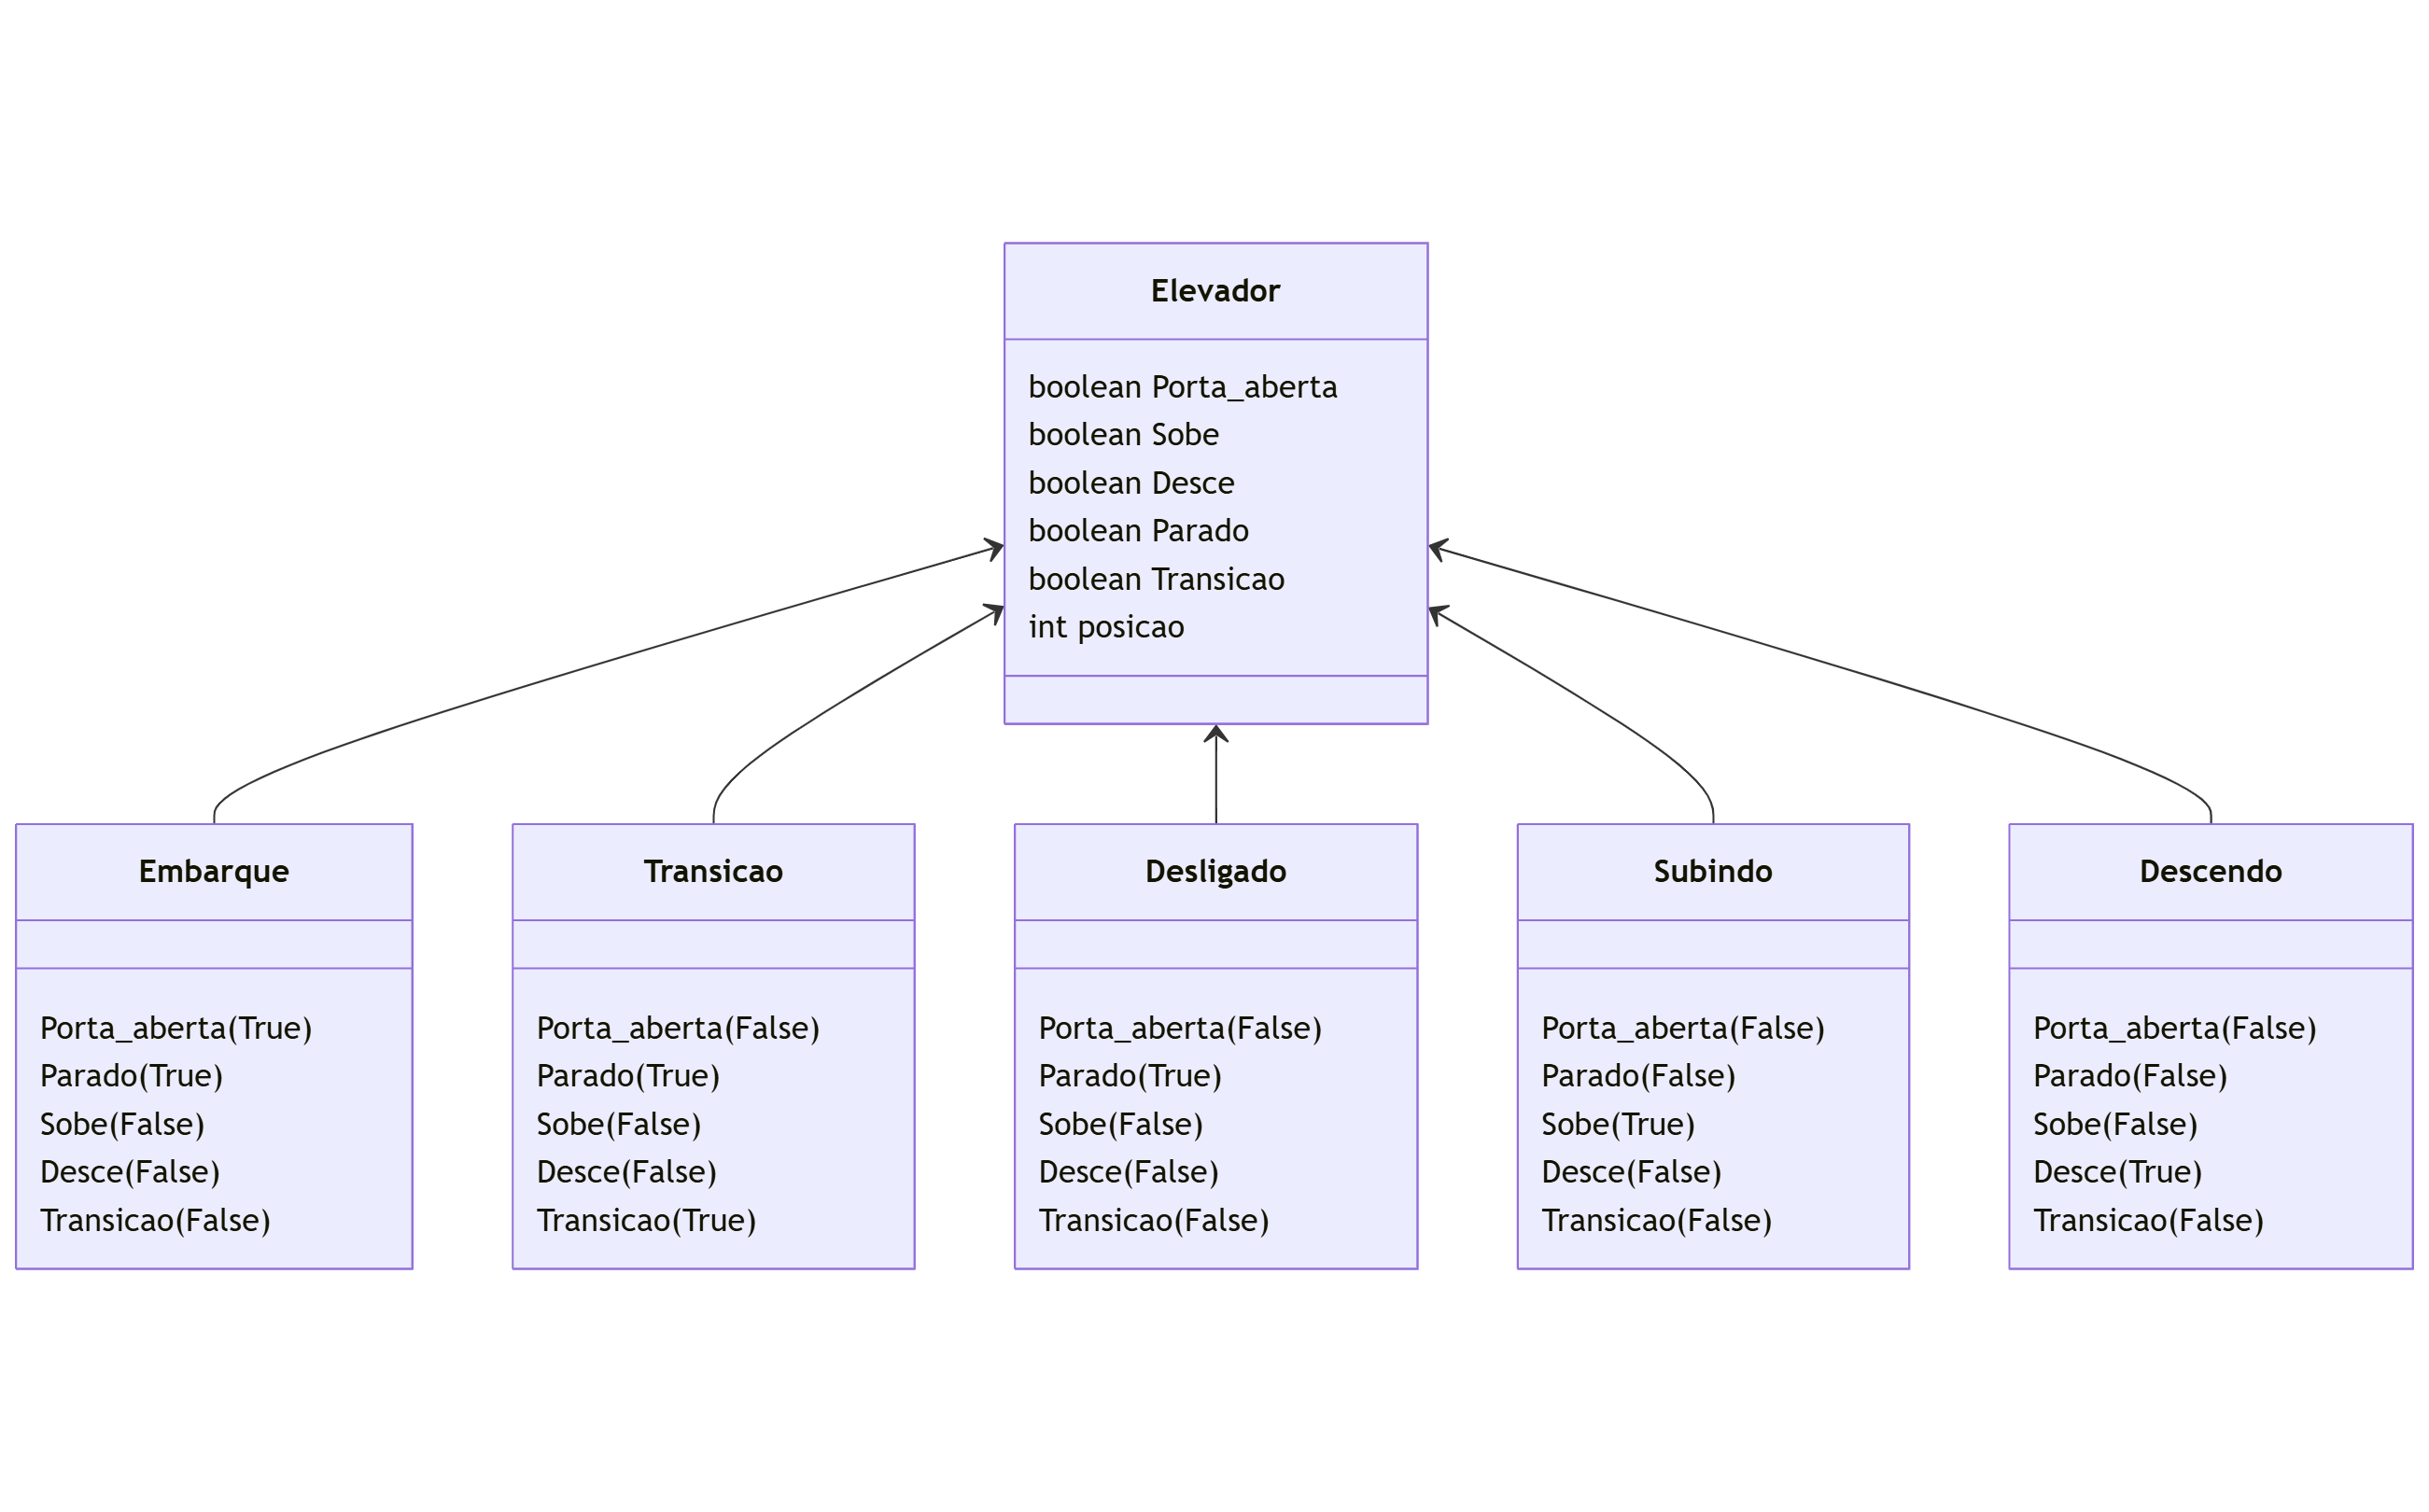 Elevador
boolean Porta_aberta
boolean Sobe
boolean Desce
boolean Parado
boolean Transicao
int posicao
Embarque
Porta_aberta(True)
Parado(True)
Sobe(False)
Desce(False)
Transicao(False)
Transicao
Porta_aberta(False)
Parado(True)
Sobe(False)
Desce(False)
Transicao(True)
Desligado
Porta_aberta(False)
Parado(True)
Sobe(False)
Desce(False)
Transicao(False)
Subindo
Porta_aberta(False)
Parado(False)
Sobe(True)
Desce(False)
Transicao(False)
Descendo
Porta_aberta(False)
Parado(False)
Sobe(False)
Desce(True)
Transicao(False)